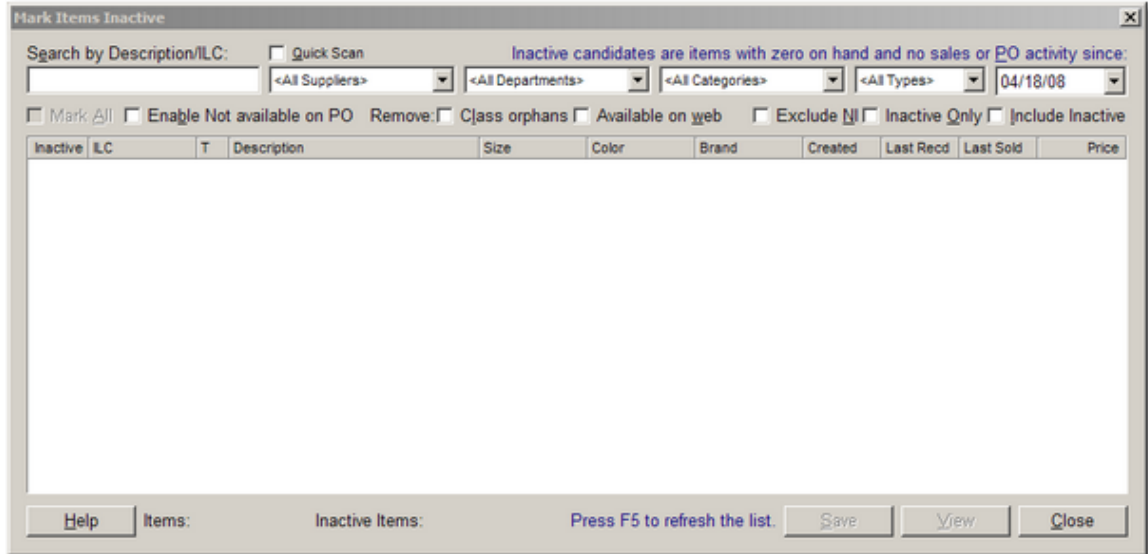 Mark Items Inactive
Search by Description/ILC: Quick Scan Inactive candidates are items with zero on hand and no sales or PO activity since:
<All Suppliers> <All Departments> <All Categories> <All Types> 04/18/08
Mark All Enable Not available on PO Remove: Class orphans Available on web Exclude NI Inactive Only Include Inactive
Inactive ILC T Description Size Color Brand Created Last Recd Last Sold Price
Help Items: Inactive Items: Press F5 to refresh the list. Save View Close